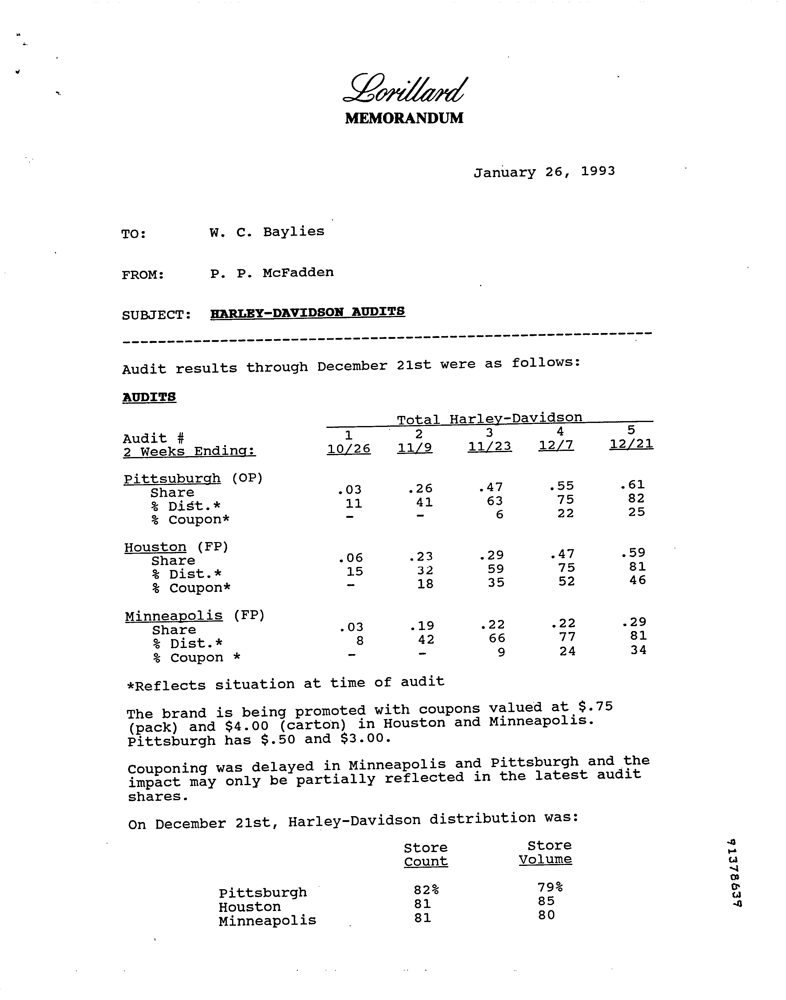 Lorillard
MEMORANDUM
January 26, 1993
TO: W. C. Baylies
FROM: P. P. McFadden
SUBJECT: HARLEY-DAVIDSON AUDITS
------------------------------------------------------------
Audit results through December 21st were as follows:
AUDITS
Total Harley-Davidson
Audit # 1 2 3 4 5
2 Weeks Ending: 10/26 11/9 11/23 12/7 12/21
Pittsuburgh (OP)
Share .03 .26 .47 .55 .61
% Dist.* 11 41 63 75 82
% Coupon* - - 6 22 25
Houston (FP)
Share .06 .23 .29 .47 .59
% Dist.* 15 32 59 75 81
% Coupon* - 18 35 52 46
Minneapolis (FP)
Share .03 .19 .22 .22 .29
% Dist.* 8 42 66 77 81
% Coupon * - - 9 24 34
*Reflects situation at time of audit
The brand is being promoted with coupons valued at $.75
(pack) and $4.00 (carton) in Houston and Minneapolis.
Pittsburgh has $.50 and $3.00.
Couponing was delayed in Minneapolis and Pittsburgh and the
impact may only be partially reflected in the latest audit
shares.
On December 21st, Harley-Davidson distribution was:
Store Store
Count Volume
Pittsburgh 82% 79%
Houston 81 85
Minneapolis 81 80
91378639